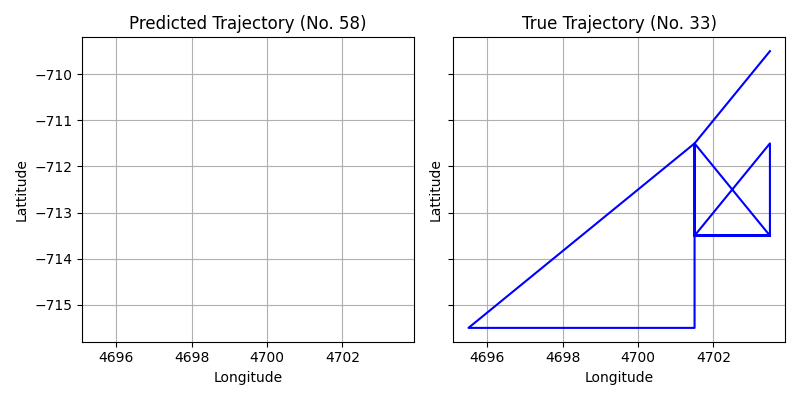 Predicted Trajectory (No. 58)
True Trajectory (No. 33)
−710
−711
−712
−713
−714
−715
Lattitude
Lattitude
4696 4698 4700 4702
4696 4698 4700 4702
Longitude
Longitude